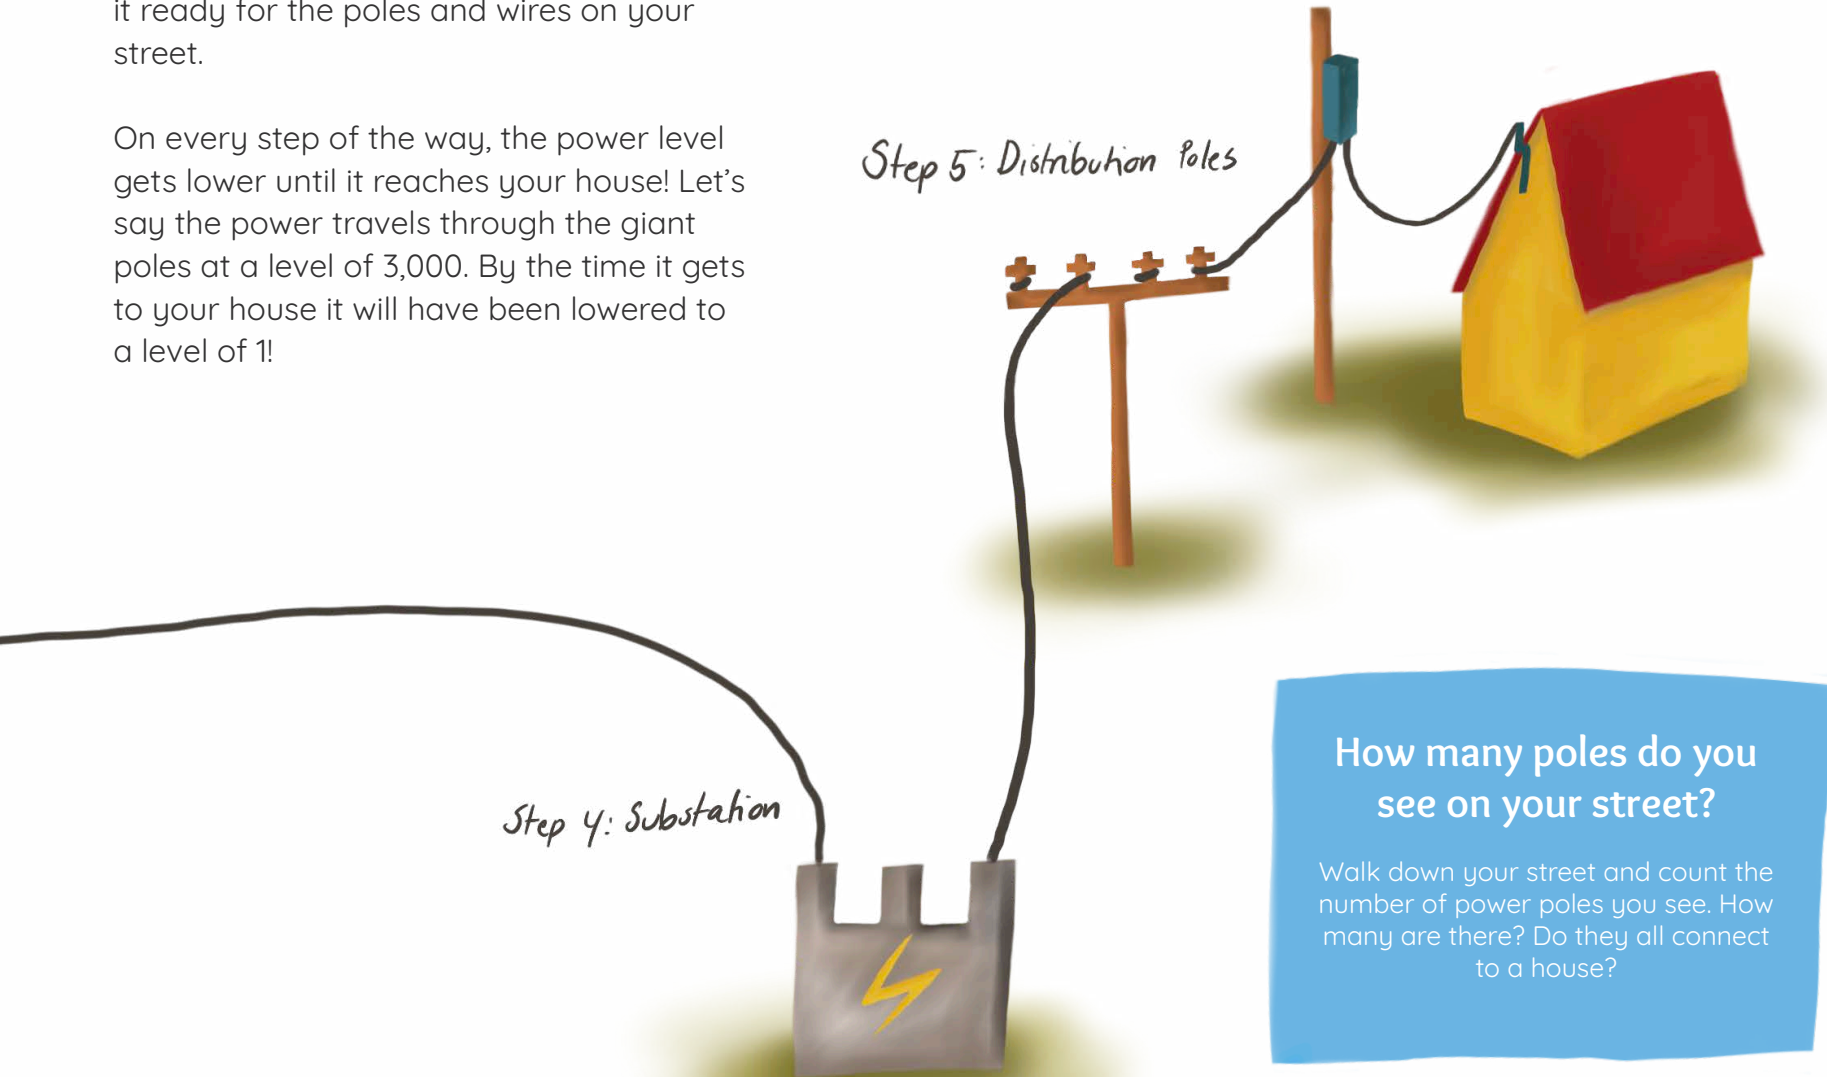 it ready for the poles and wires on your
street.
On every step of the way, the power level
gets lower until it reaches your house! Let’s
say the power travels through the giant
poles at a level of 3,000. By the time it gets
to your house it will have been lowered to
a level of 1!
Step 5: Distribution Poles
Step 4: Substation
How many poles do you
see on your street?
Walk down your street and count the
number of power poles you see. How
many are there? Do they all connect
to a house?